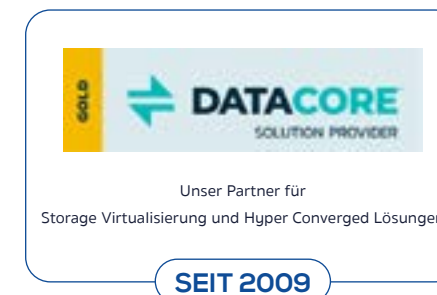 GOLD
DATACORE
SOLUTION PROVIDER
Unser Partner für
Storage Virtualisierung und Hyper Converged Lösungen
SEIT 2009